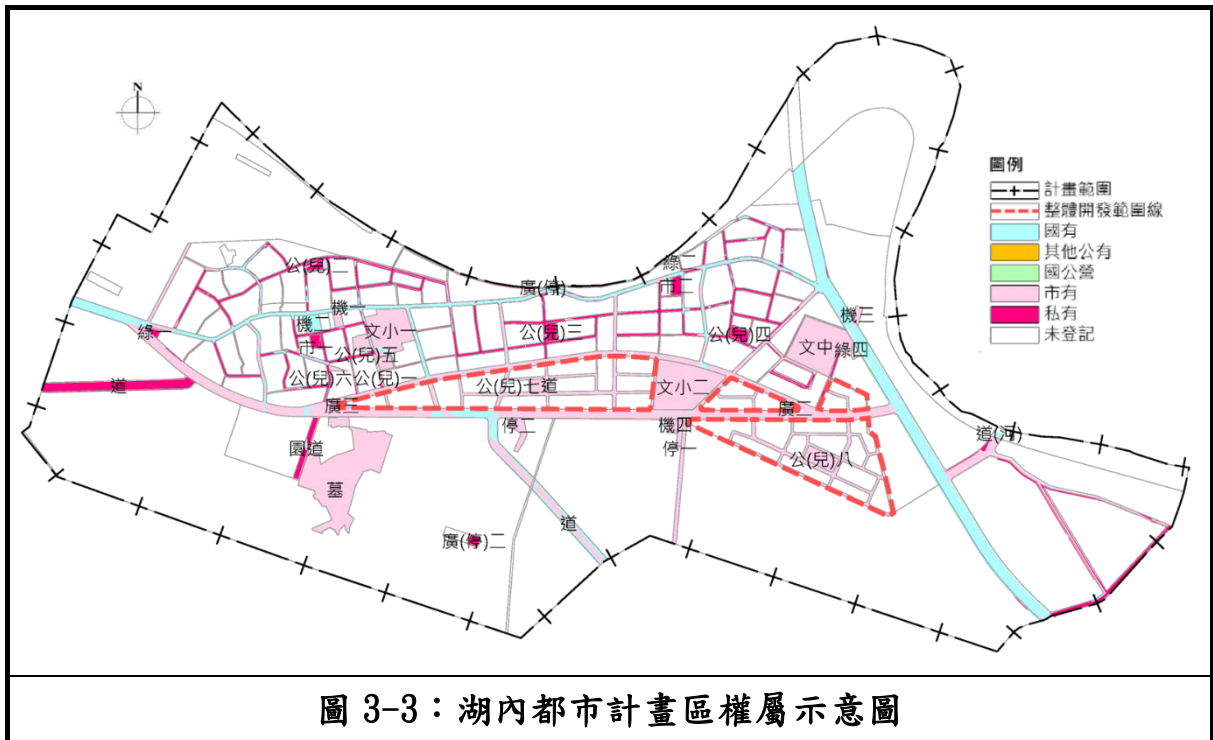 N
圖例
計畫範圍
整體開發範圍線
國有
其他公有
國公營
市有
私有
未登記
公(兒)二
綠二
市二
廣(停)
機一
機二
文小一
市一
公(兒)五
公(兒)三
公(兒)四
機三
文中
綠四
綠
道
公(兒)六
公(兒)一
公(兒)七
道
文小二
廣三
廣二
停二
機四
停一
道(河)
園道
公(兒)八
墓
廣(停)二
道
圖 3-3：湖內都市計畫區權屬示意圖